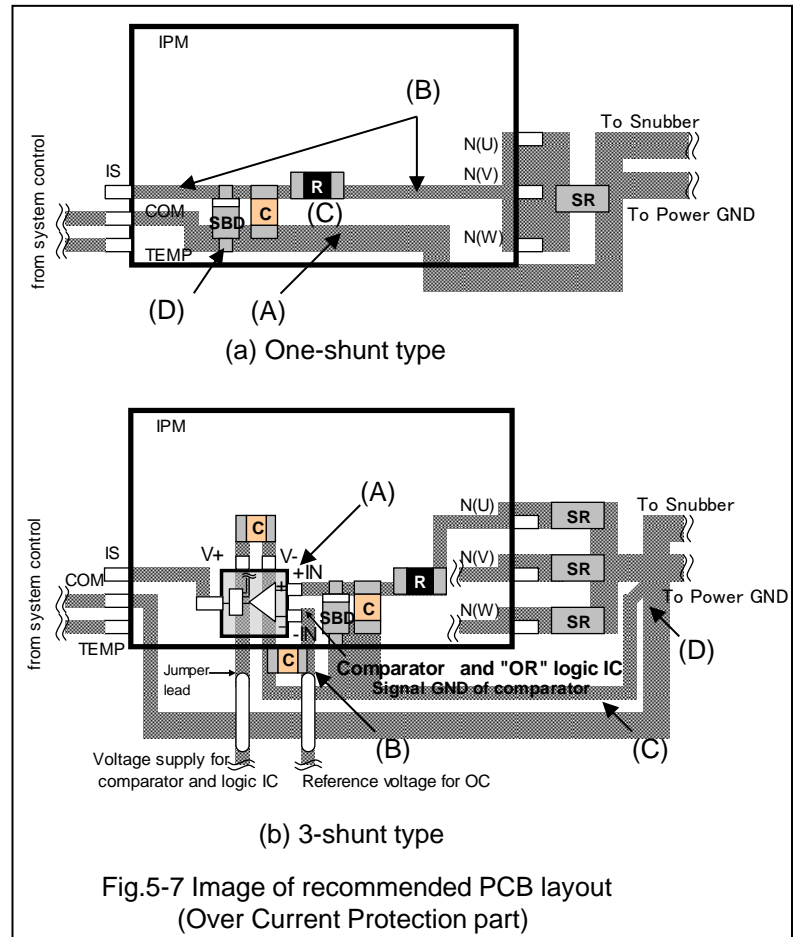 IPM
(B)
To Snubber
N(U)
IS
N(V)
R
COM
SBD
C
(C)
SR
from system control
To Power GND
TEMP
N(W)
(D)
(A)
(a) One-shunt type
IPM
(A)
C
N(U)
To Snubber
SR
IS
V+
V-
+IN
R
N(V)
COM
+
SR
To Power GND
from system control
−
SBD
C
N(W)
-IN
SR
TEMP
(D)
C
Comparator and "OR" logic IC
Jumper
lead
Signal GND of comparator
(B)
(C)
Voltage supply for
comparator and logic IC
Reference voltage for OC
(b) 3-shunt type
Fig.5-7 Image of recommended PCB layout
(Over Current Protection part)